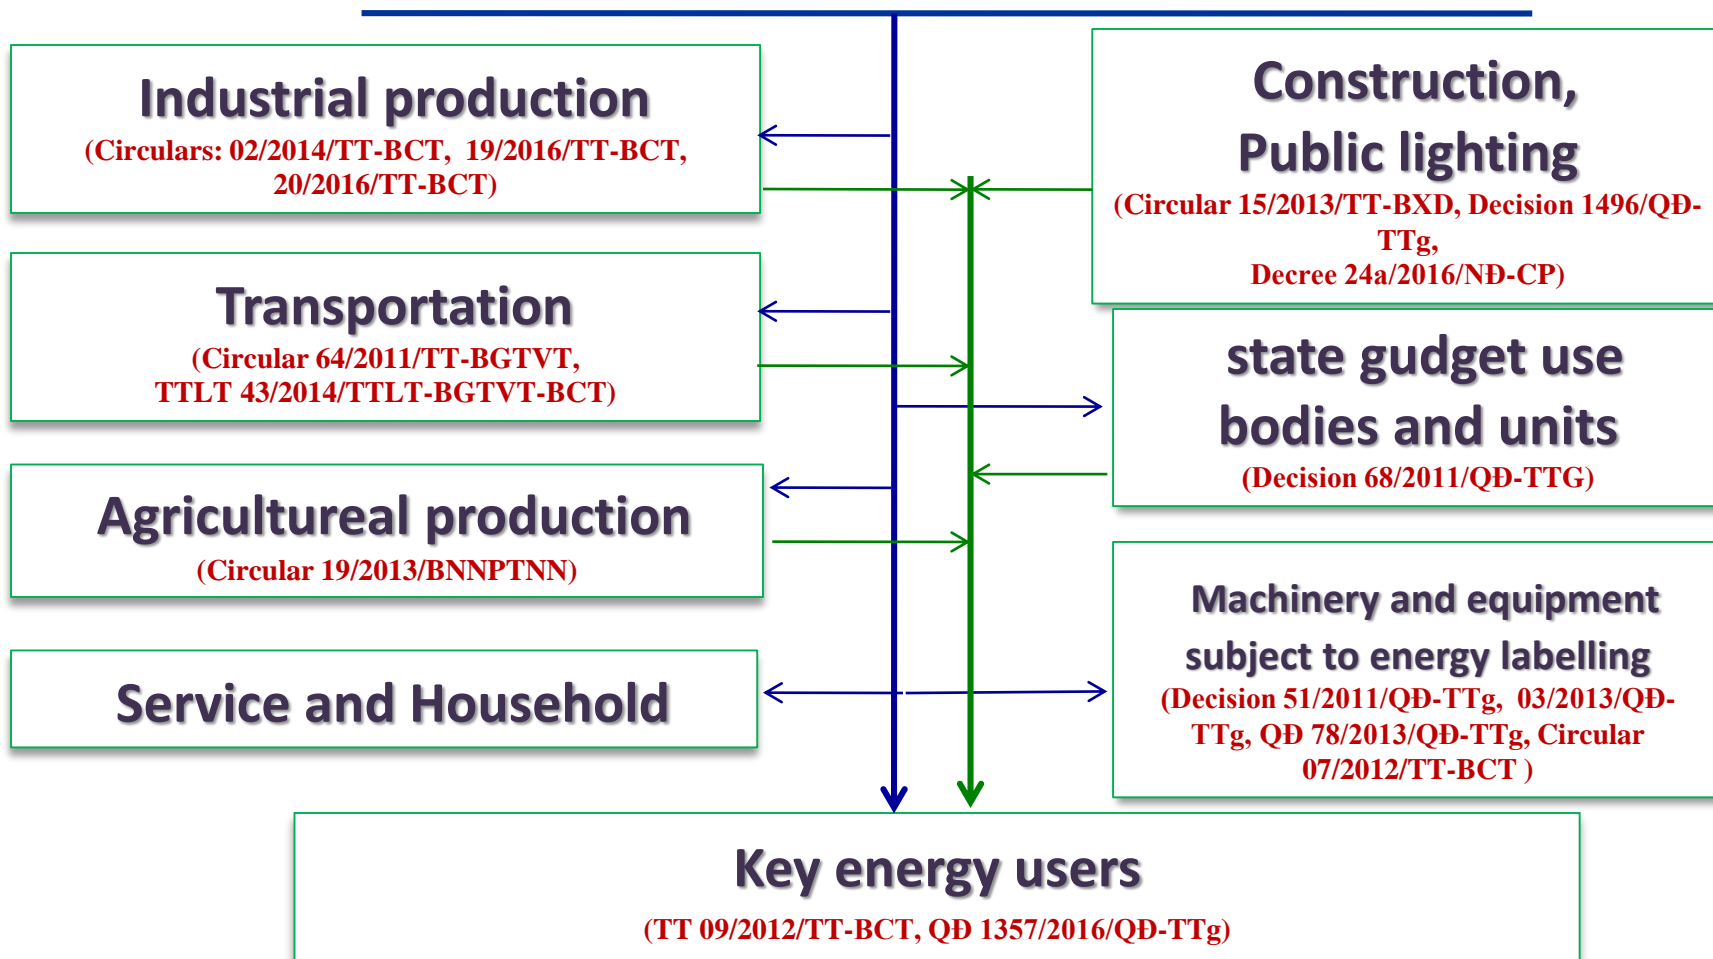 Industrial production
(Circulars: 02/2014/TT-BCT, 19/2016/TT-BCT,
20/2016/TT-BCT)
Transportation
(Circular 64/2011/TT-BGTVT,
TTLT 43/2014/TTLT-BGTVT-BCT)
Agricultureal production
(Circular 19/2013/BNNPTNN)
Service and Household
Construction,
Public lighting
(Circular 15/2013/TT-BXD, Decision 1496/QĐ-
TTg,
Decree 24a/2016/NĐ-CP)
state gudget use
bodies and units
(Decision 68/2011/QĐ-TTG)
Machinery and equipment
subject to energy labelling
(Decision 51/2011/QĐ-TTg, 03/2013/QĐ-
TTg, QĐ 78/2013/QĐ-TTg, Circular
07/2012/TT-BCT )
Key energy users
(TT 09/2012/TT-BCT, QĐ 1357/2016/QĐ-TTg)